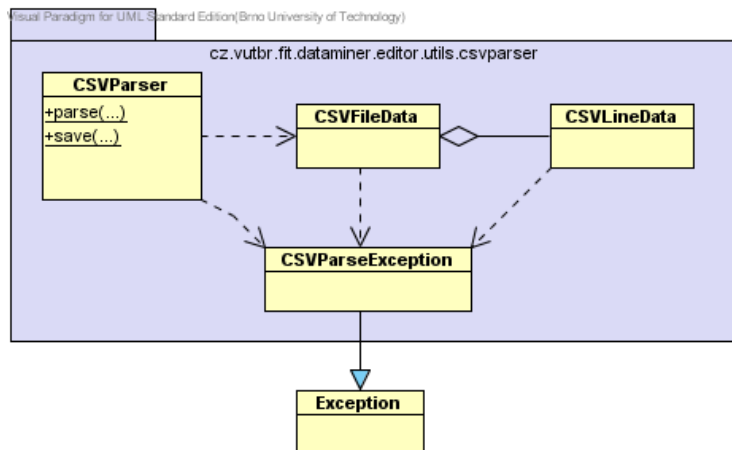 Visual Paradigm for UML Standard Edition(Brno University of Technology)
cz.vutbr.fit.dataminer.editor.utils.csvparser
CSVParser
+parse(...)
+save(...)
CSVFileData
CSVLineData
CSVParseException
Exception